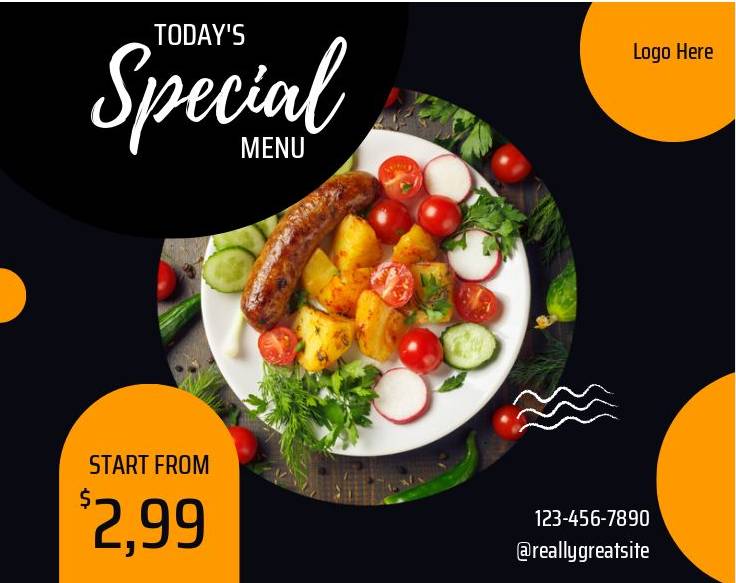 TODAY'S
Special
MENU
Logo Here
START FROM
$2,99
123-456-7890
@reallygreatsite